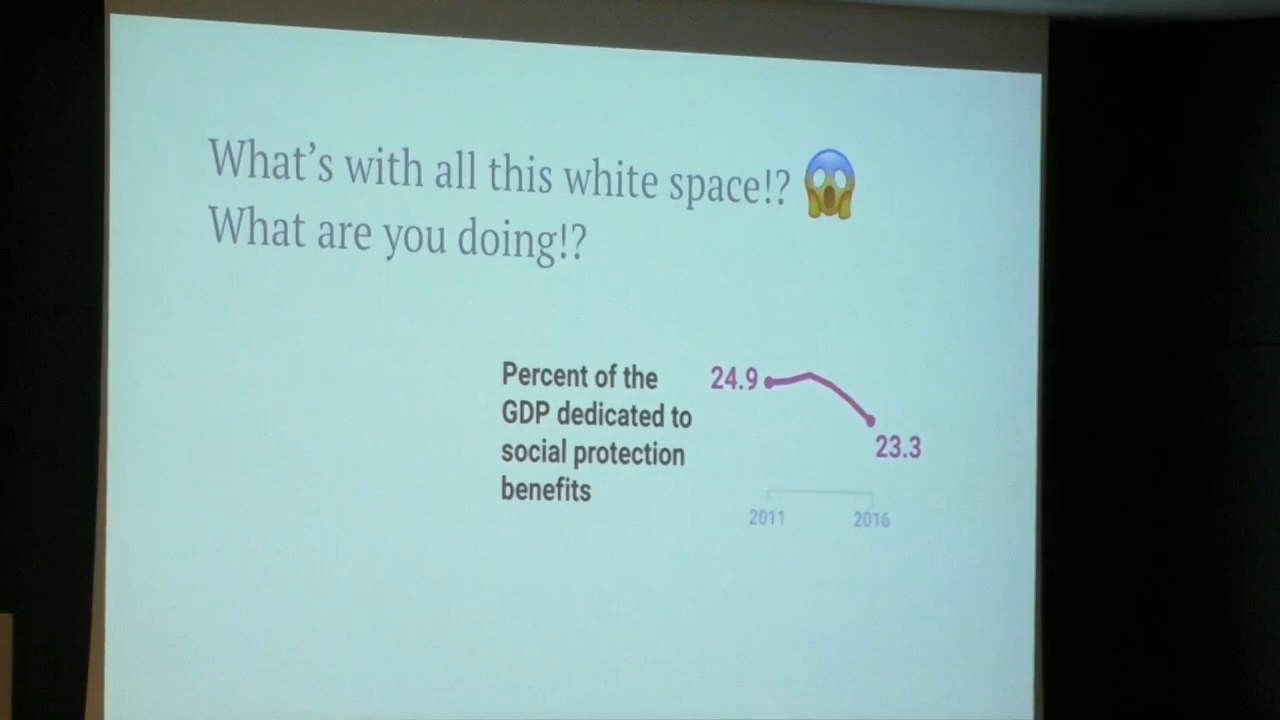 What's with all this white space!? 😱
What are you doing!?
Percent of the
GDP dedicated to
social protection
benefits
24.9
23.3
2011
2016